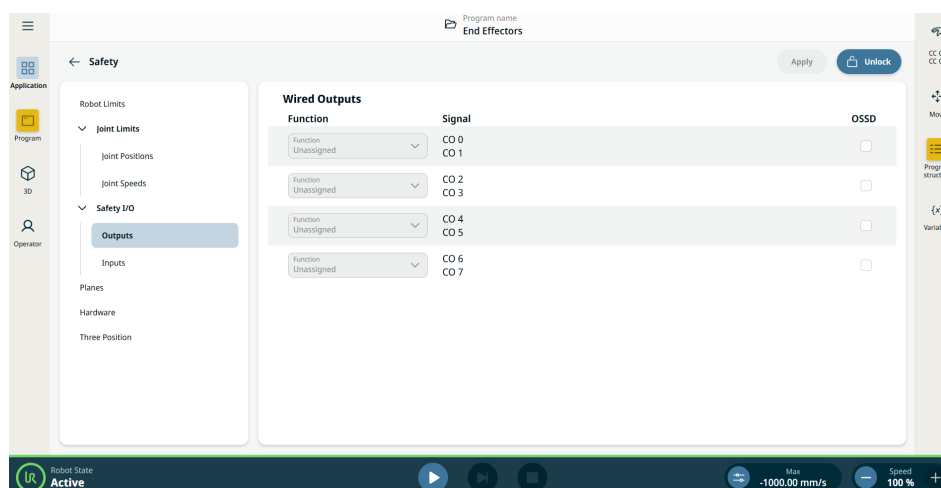 Program name
End Effectors
Application
Program
3D
Operator
Safety
Apply
Unlock
Robot Limits
Joint Limits
Joint Positions
Joint Speeds
Safety I/O
Outputs
Inputs
Planes
Hardware
Three Position
Wired Outputs
Function Signal OSSD
Function
Unassigned
CO 0
CO 1
Function
Unassigned
CO 2
CO 3
Function
Unassigned
CO 4
CO 5
Function
Unassigned
CO 6
CO 7
Robot State
Active
Max
-1000.00 mm/s
Speed
100 %